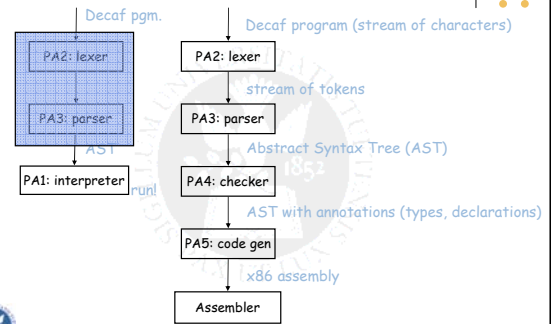 Decaf pgm.
PA2: lexer
PA3: parser
AST
PA1: interpreter
run!
Decaf program (stream of characters)
PA2: lexer
stream of tokens
PA3: parser
Abstract Syntax Tree (AST)
PA4: checker
AST with annotations (types, declarations)
PA5: code gen
x86 assembly
Assembler
1852